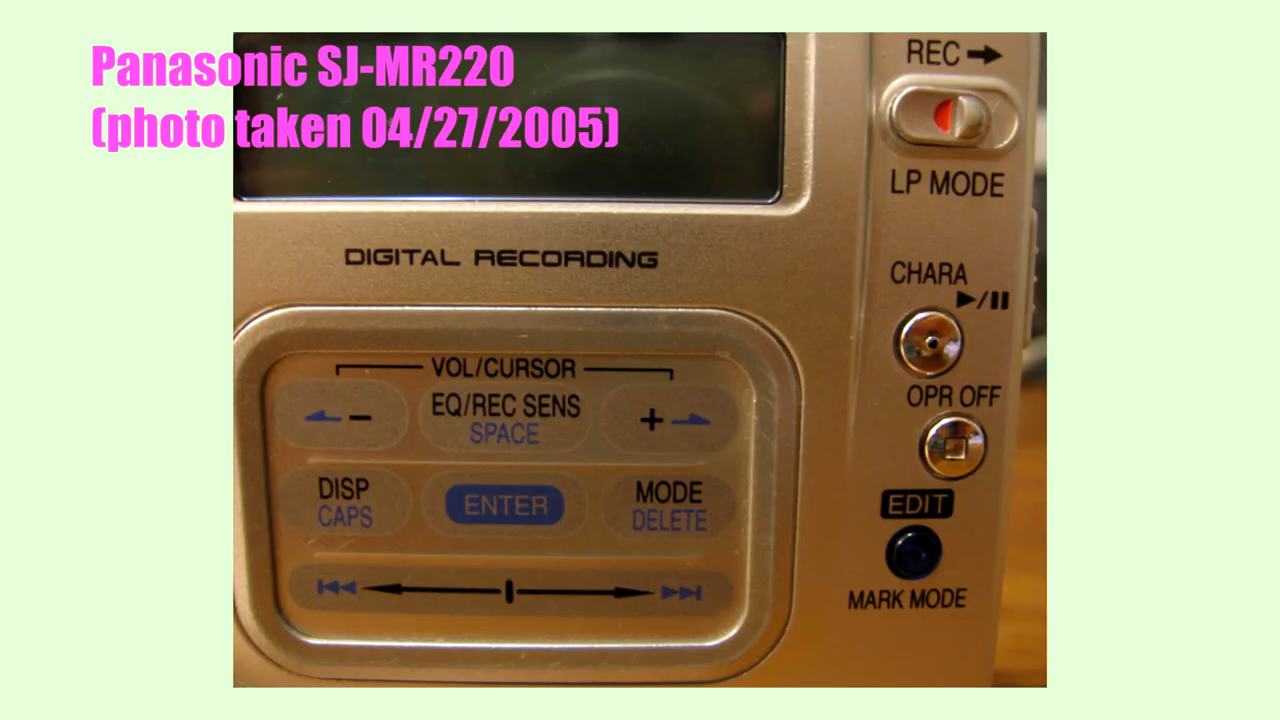 Panasonic SJ-MR220
(photo taken 04/27/2005)
REC
LP MODE
DIGITAL RECORDING
CHARA
VOL/CURSOR
- EQ/REC SENS +
SPACE
OPR OFF
DISP ENTER MODE
CAPS DELETE
EDIT
MARK MODE